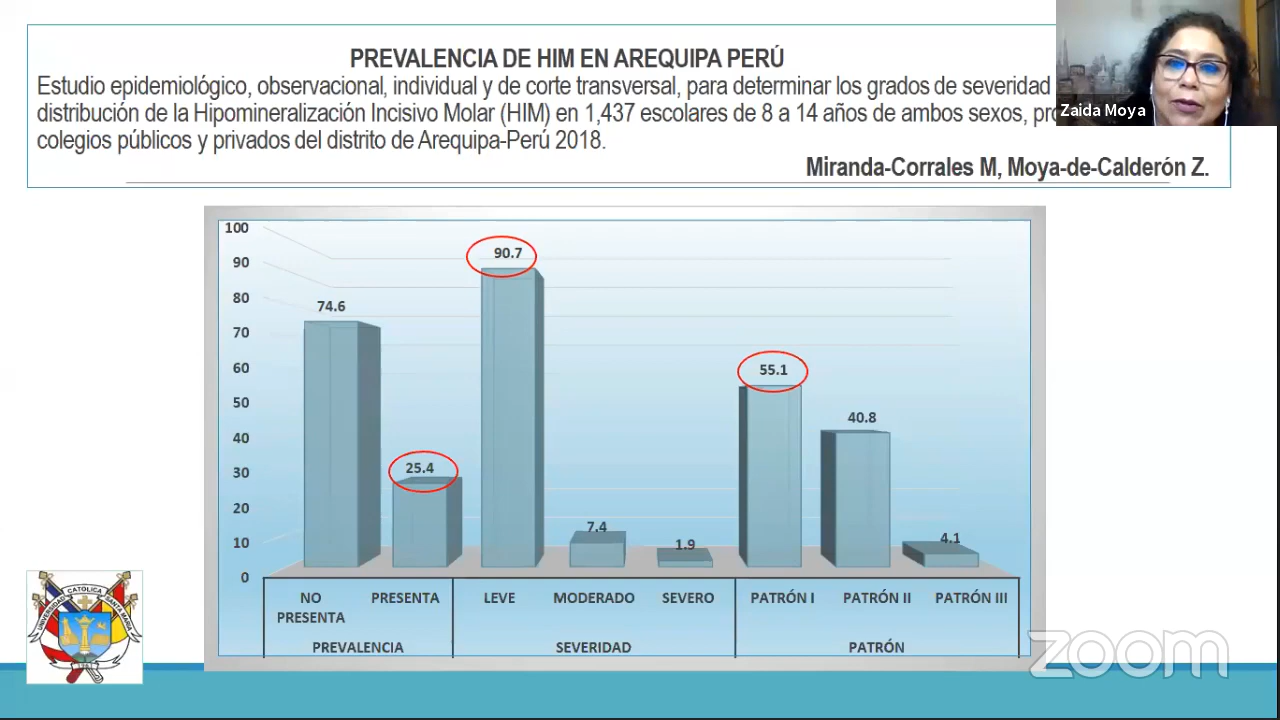 PREVALENCIA DE HIM EN AREQUIPA PERÚ
Estudio epidemiológico, observacional, individual y de corte transversal, para determinar los grados de severidad
distribución de la Hipomineralización Incisivo Molar (HIM) en 1,437 escolares de 8 a 14 años de ambos sexos,
colegios públicos y privados del distrito de Arequipa-Perú 2018.
Miranda-Corrales M, Moya-de-Calderón Z.
Zaida Moya
100
90
80
70
60
50
40
30
20
10
0
74.6
25.4
90.7
7.4
1.9
55.1
40.8
4.1
NO PRESENTA
PRESENTA
LEVE
MODERADO
SEVERO
PATRÓN I
PATRÓN II
PATRÓN III
PREVALENCIA
SEVERIDAD
PATRÓN
UNIVERSIDAD CATOLICA SANTA MARIA
zoom